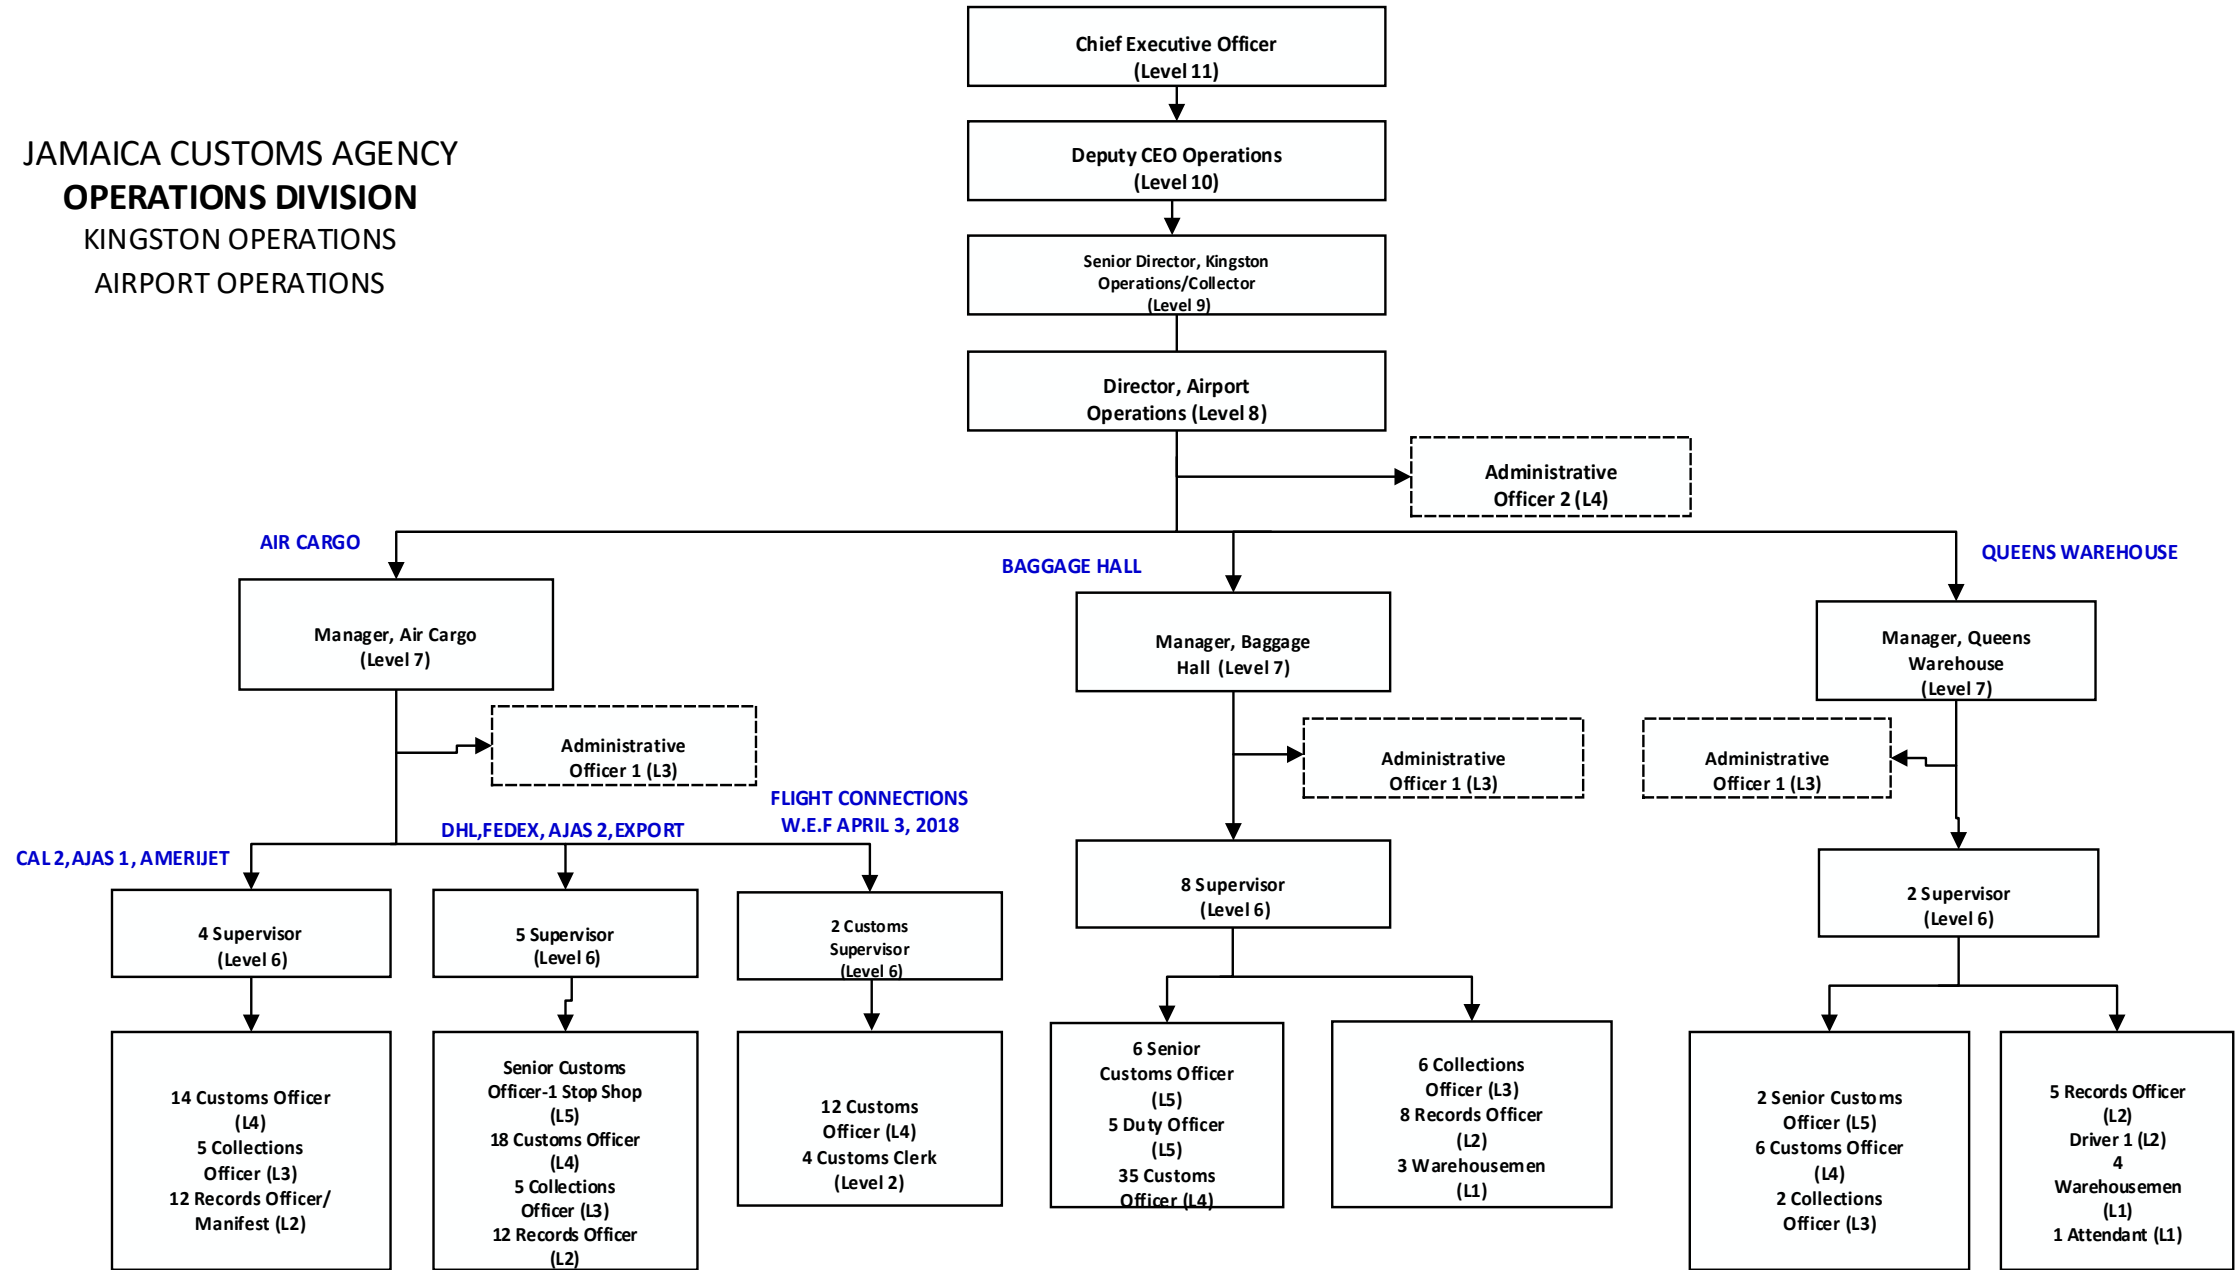 JAMAICA CUSTOMS AGENCY
OPERATIONS DIVISION
KINGSTON OPERATIONS
AIRPORT OPERATIONS
Chief Executive Officer
(Level 11)
Deputy CEO Operations
(Level 10)
Senior Director, Kingston
Operations/Collector
(Level 9)
Director, Airport
Operations (Level 8)
Administrative
Officer 2 (L4)
AIR CARGO
BAGGAGE HALL
QUEENS WAREHOUSE
Manager, Air Cargo
(Level 7)
Manager, Baggage
Hall (Level 7)
Manager, Queens
Warehouse
(Level 7)
Administrative
Officer 1 (L3)
Administrative
Officer 1 (L3)
Administrative
Officer 1 (L3)
CAL 2,AJAS 1, AMERIJET
DHL,FEDEX, AJAS 2,EXPORT
FLIGHT CONNECTIONS
W.E.F APRIL 3, 2018
4 Supervisor
(Level 6)
5 Supervisor
(Level 6)
2 Customs
Supervisor
(Level 6)
8 Supervisor
(Level 6)
2 Supervisor
(Level 6)
14 Customs Officer
(L4)
5 Collections
Officer (L3)
12 Records Officer/
Manifest (L2)
Senior Customs
Officer-1 Stop Shop
(L5)
18 Customs Officer
(L4)
5 Collections
Officer (L3)
12 Records Officer
(L2)
12 Customs
Officer (L4)
4 Customs Clerk
(Level 2)
6 Senior
Customs Officer
(L5)
5 Duty Officer
(L5)
35 Customs
Officer (L4)
6 Collections
Officer (L3)
8 Records Officer
(L2)
3 Warehousemen
(L1)
2 Senior Customs
Officer (L5)
6 Customs Officer
(L4)
2 Collections
Officer (L3)
5 Records Officer
(L2)
Driver 1 (L2)
4
Warehousemen
(L1)
1 Attendant (L1)